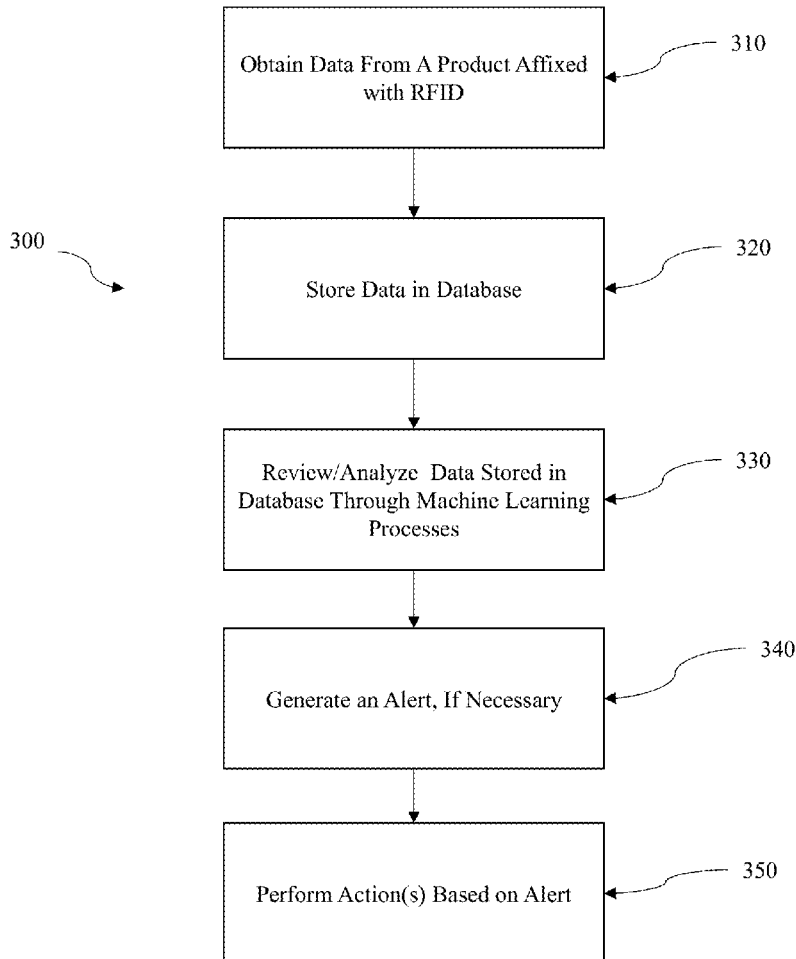 Obtain Data From A Product Affixed
with RFID
310
300
Store Data in Database
320
Review/Analyze Data Stored in
Database Through Machine Learning
Processes
330
Generate an Alert, If Necessary
340
Perform Action(s) Based on Alert
350